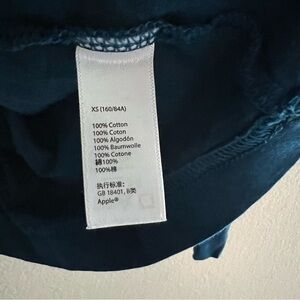 XS (160/84A)
100% Cotton
100% Coton
100% Algodón
100% Baumwolle
100% Cotone
綿100%
100%棉
执行标准:
GB 18401, B类
Apple®